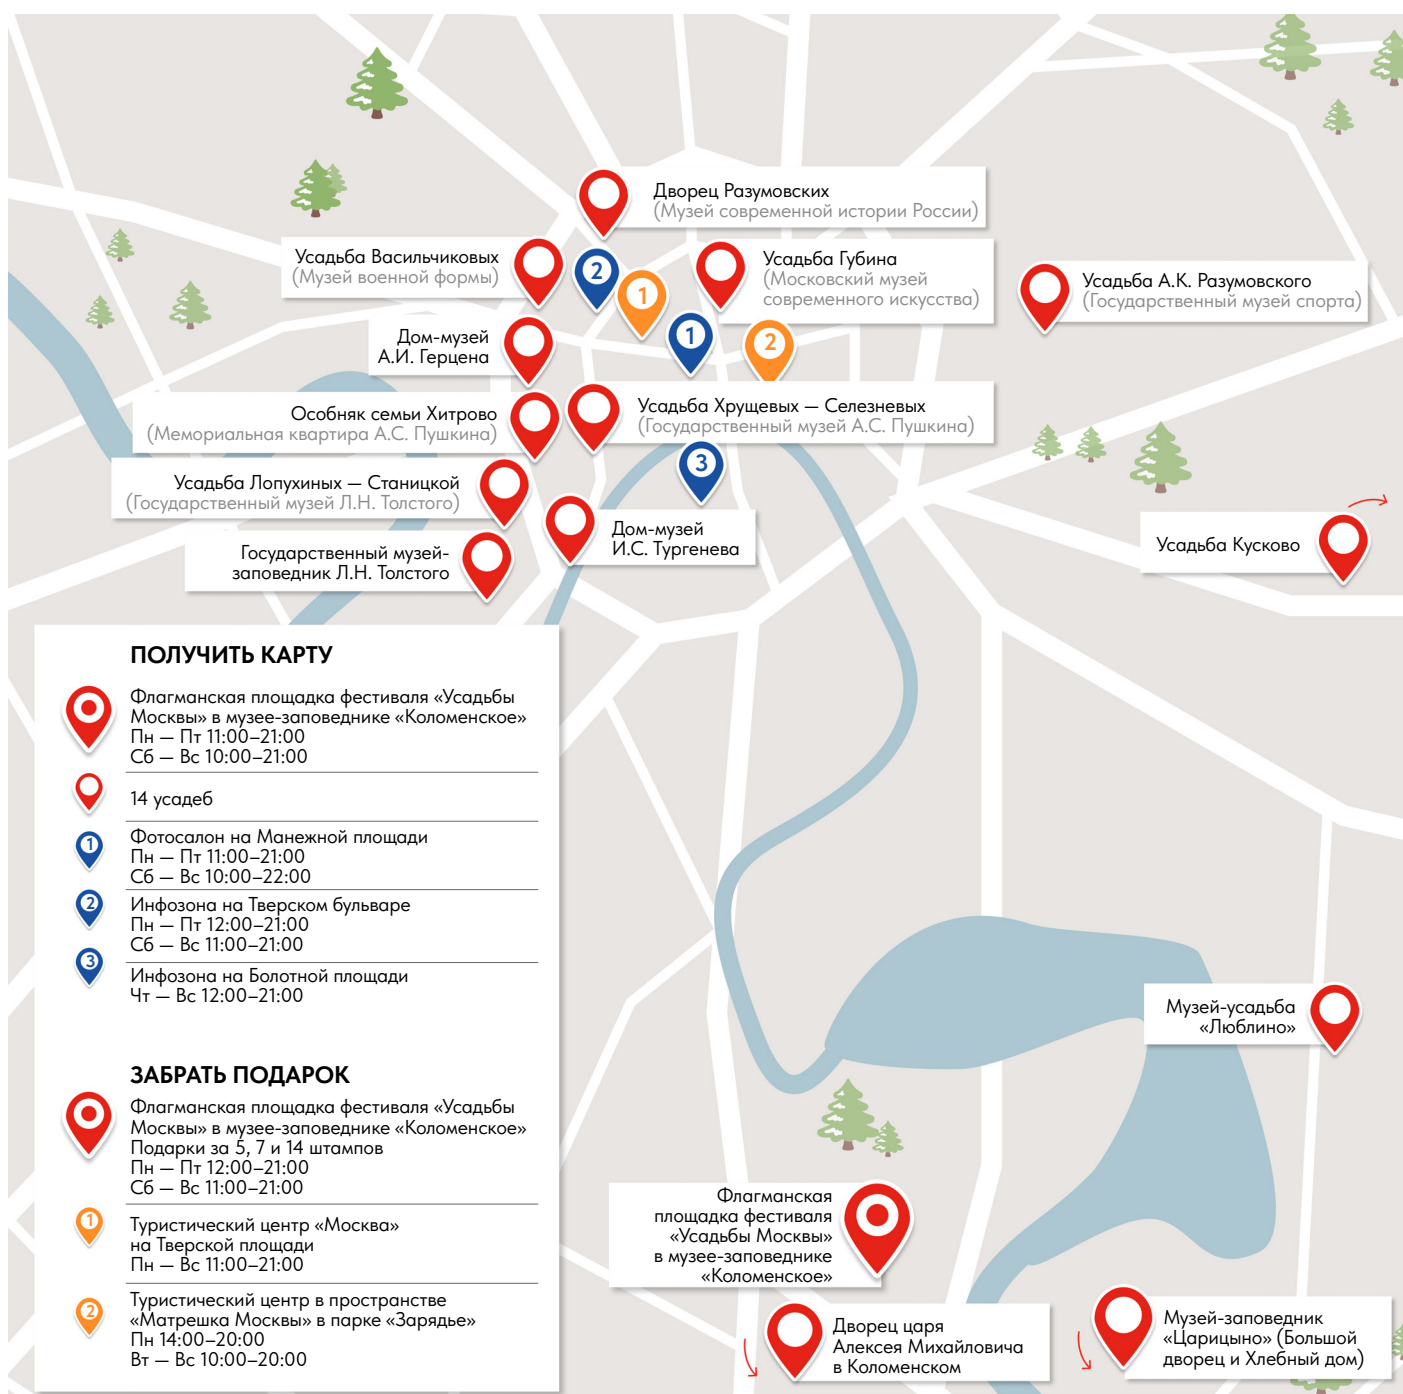 Дворец Разумовских
(Музей современной истории России)
Усадьба Васильчиковых
(Музей военной формы)
2
1
Усадьба Губина
(Московский музей
современного искусства)
Усадьба А.К. Разумовского
(Государственный музей спорта)
Дом-музей
А.И. Герцена
1
2
Особняк семьи Хитрово
(Мемориальная квартира А.С. Пушкина)
Усадьба Хрущевых — Селезневых
(Государственный музей А.С. Пушкина)
3
Усадьба Лопухиных — Станицкой
(Государственный музей Л.Н. Толстого)
Дом-музей
И.С. Тургенева
Государственный музей-
заповедник Л.Н. Толстого
Усадьба Кусково
ПОЛУЧИТЬ КАРТУ
Флагманская площадка фестиваля «Усадьбы
Москвы» в музее-заповеднике «Коломенское»
Пн — Пт 11:00–21:00
Сб — Вс 10:00–21:00
14 усадеб
1
Фотосалон на Манежной площади
Пн — Пт 11:00–21:00
Сб — Вс 10:00–22:00
2
Инфозона на Тверском бульваре
Пн — Пт 12:00–21:00
Сб — Вс 11:00–21:00
3
Инфозона на Болотной площади
Чт — Вс 12:00–21:00
ЗАБРАТЬ ПОДАРОК
Флагманская площадка фестиваля «Усадьбы
Москвы» в музее-заповеднике «Коломенское»
Подарки за 5, 7 и 14 штампов
Пн — Пт 12:00–21:00
Сб — Вс 11:00–21:00
1
Туристический центр «Москва»
на Тверской площади
Пн — Вс 11:00–21:00
2
Туристический центр в пространстве
«Матрешка Москвы» в парке «Зарядье»
Пн 14:00–20:00
Вт — Вс 10:00–20:00
Музей-усадьба
«Люблино»
Флагманская
площадка фестиваля
«Усадьбы Москвы»
в музее-заповеднике
«Коломенское»
Дворец царя
Алексея Михайловича
в Коломенском
Музей-заповедник
«Царицыно» (Большой
дворец и Хлебный дом)